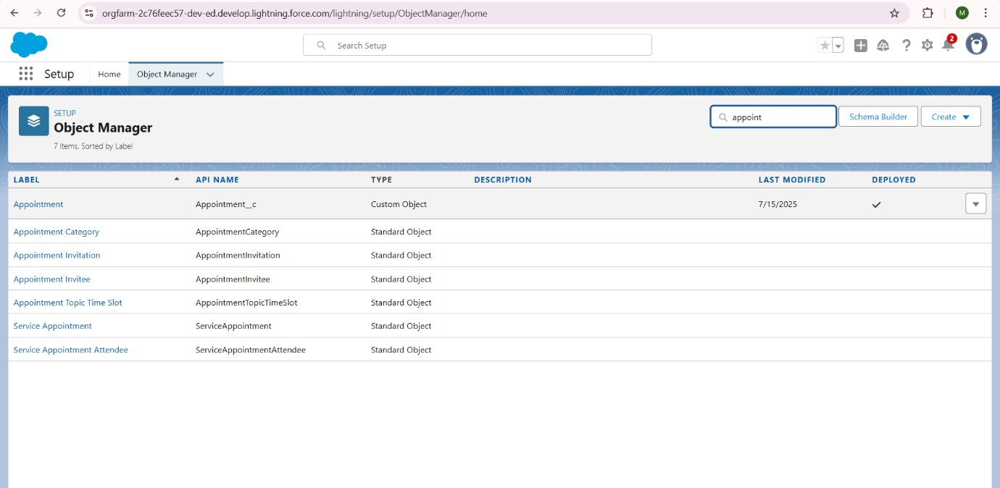 orgfarm-2c76feec57-dev-ed.develop.lightning.force.com/lightning/setup/ObjectManager/home
M
Search Setup
2
Setup Home Object Manager
SETUP
Object Manager
7 Items, Sorted by Label
appoint
Schema Builder
Create
LABEL API NAME TYPE DESCRIPTION LAST MODIFIED DEPLOYED
Appointment Appointment__c Custom Object 7/15/2025
Appointment Category AppointmentCategory Standard Object
Appointment Invitation AppointmentInvitation Standard Object
Appointment Invitee AppointmentInvitee Standard Object
Appointment Topic Time Slot AppointmentTopicTimeSlot Standard Object
Service Appointment ServiceAppointment Standard Object
Service Appointment Attendee ServiceAppointmentAttendee Standard Object